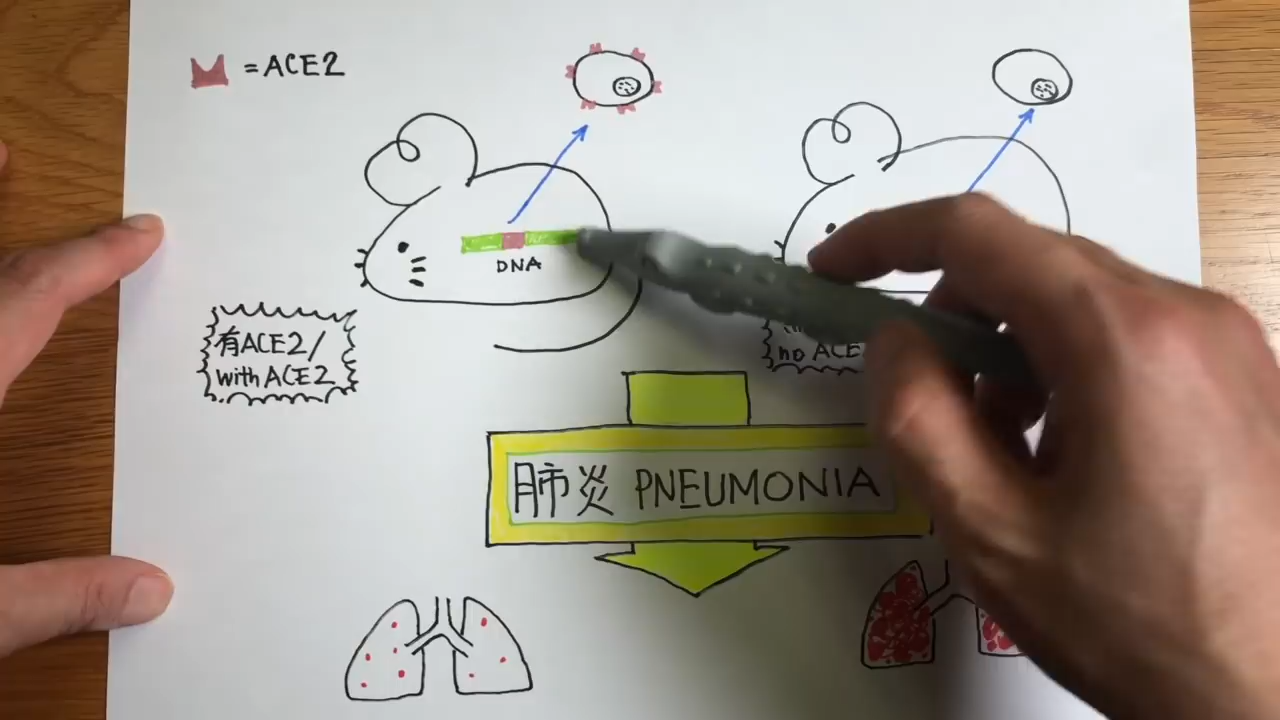 = ACE2
DNA
有ACE2/
with ACE2
no ACE
肺炎 PNEUMONIA